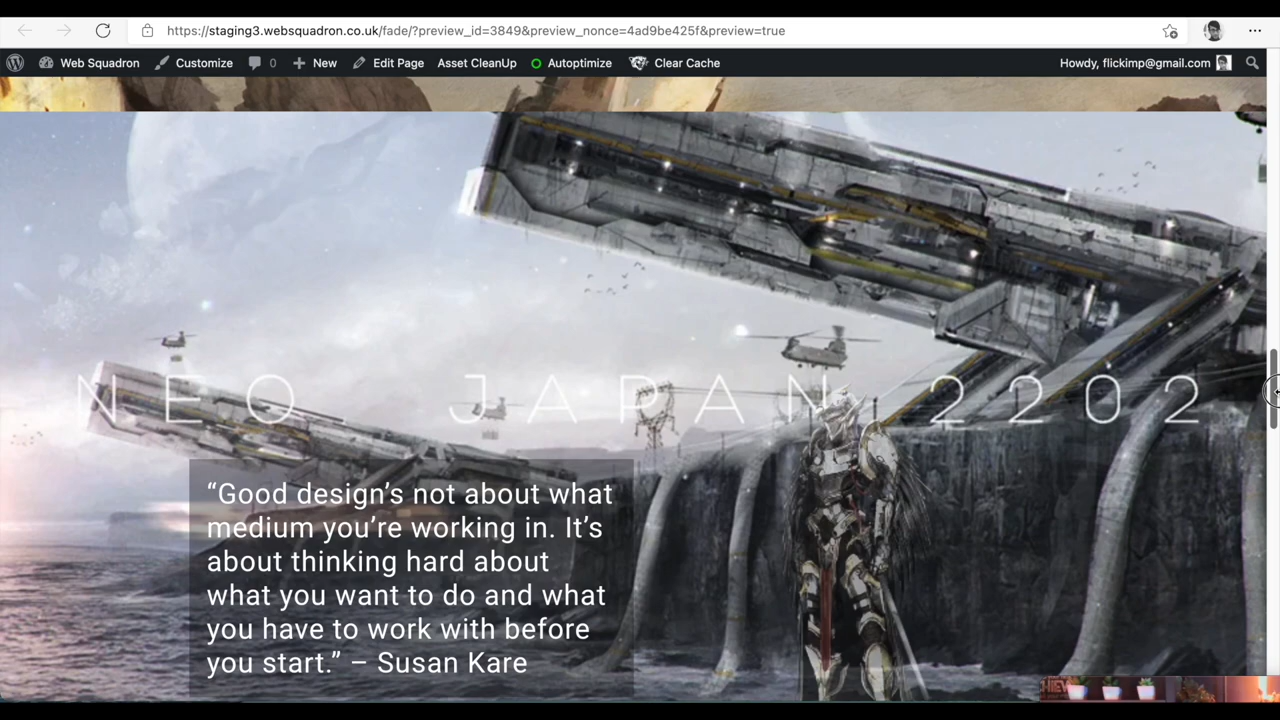 https://staging3.websquadron.co.uk/fade/?preview_id=3849&preview_nonce=4ad9be425f&preview=true
Web Squadron Customize 0 New Edit Page Asset CleanUp Autoptimize Clear Cache Howdy, flickimp@gmail.com
NEO JAPAN 2202
“Good design’s not about what
medium you’re working in. It’s
about thinking hard about
what you want to do and what
you have to work with before
you start.” – Susan Kare